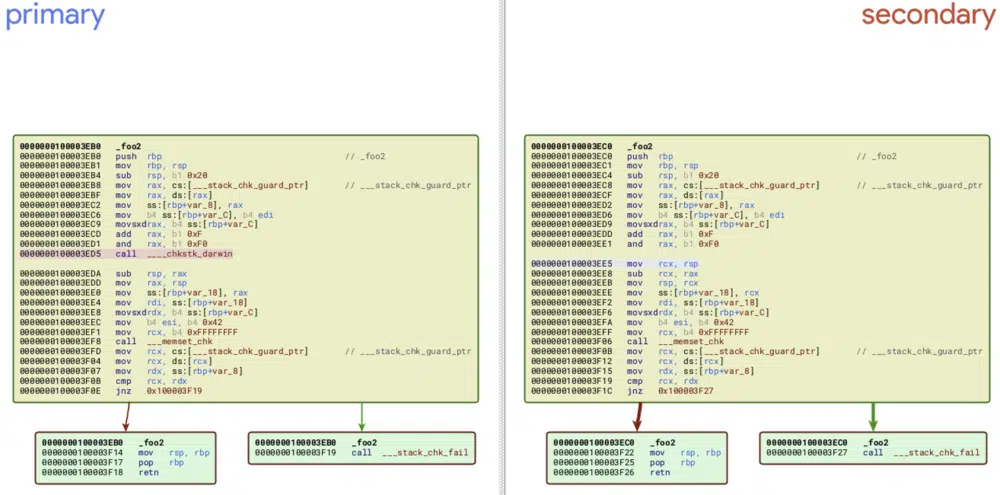 primary
0000000100003EB0 _foo2
0000000100003EB0 push rbp // _foo2
0000000100003EB1 mov rbp, rsp
0000000100003EB4 sub rsp, b1 0x20
0000000100003EB8 mov rax, cs:[___stack_chk_guard_ptr] // ___stack_chk_guard_ptr
0000000100003EBF mov rax, ds:[rax]
0000000100003EC2 mov ss:[rbp+var_8], rax
0000000100003EC6 mov b4 ss:[rbp+var_C], b4 edi
0000000100003EC9 movsxdrax, b4 ss:[rbp+var_C]
0000000100003ECD add rax, b1 0xF
0000000100003ED1 and rax, b1 0xF0
0000000100003ED5 call ____chkstk_darwin
0000000100003EDA sub rsp, rax
0000000100003EDD mov rax, rsp
0000000100003EE0 mov ss:[rbp+var_18], rax
0000000100003EE4 mov rdi, ss:[rbp+var_18]
0000000100003EE8 movsxdrdx, b4 ss:[rbp+var_C]
0000000100003EEC mov b4 esi, b4 0x42
0000000100003EF1 mov rcx, b4 0xFFFFFFFF
0000000100003EF8 call ___memset_chk
0000000100003EFD mov rcx, cs:[___stack_chk_guard_ptr] // ___stack_chk_guard_ptr
0000000100003F04 mov rcx, ds:[rcx]
0000000100003F07 mov rdx, ss:[rbp+var_8]
0000000100003F0B cmp rcx, rdx
0000000100003F0E jnz 0x100003F19
0000000100003EB0 _foo2
0000000100003F14 mov rsp, rbp
0000000100003F17 pop rbp
0000000100003F18 retn
0000000100003EB0 _foo2
0000000100003F19 call ___stack_chk_fail
secondary
0000000100003EC0 _foo2
0000000100003EC0 push rbp // _foo2
0000000100003EC1 mov rbp, rsp
0000000100003EC4 sub rsp, b1 0x20
0000000100003EC8 mov rax, cs:[___stack_chk_guard_ptr] // ___stack_chk_guard_ptr
0000000100003ECF mov rax, ds:[rax]
0000000100003ED2 mov ss:[rbp+var_8], rax
0000000100003ED6 mov b4 ss:[rbp+var_C], b4 edi
0000000100003ED9 movsxdrax, b4 ss:[rbp+var_C]
0000000100003EDD add rax, b1 0xF
0000000100003EE1 and rax, b1 0xF0
0000000100003EE5 mov rcx, rsp
0000000100003EE8 sub rcx, rax
0000000100003EEB mov rsp, rcx
0000000100003EEE mov ss:[rbp+var_18], rcx
0000000100003EF2 mov rdi, ss:[rbp+var_18]
0000000100003EF6 movsxdrdx, b4 ss:[rbp+var_C]
0000000100003EFA mov b4 esi, b4 0x42
0000000100003EFF mov rcx, b4 0xFFFFFFFF
0000000100003F06 call ___memset_chk
0000000100003F0B mov rcx, cs:[___stack_chk_guard_ptr] // ___stack_chk_guard_ptr
0000000100003F12 mov rcx, ds:[rcx]
0000000100003F15 mov rdx, ss:[rbp+var_8]
0000000100003F19 cmp rcx, rdx
0000000100003F1C jnz 0x100003F27
0000000100003EC0 _foo2
0000000100003F22 mov rsp, rbp
0000000100003F25 pop rbp
0000000100003F26 retn
0000000100003EC0 _foo2
0000000100003F27 call ___stack_chk_fail